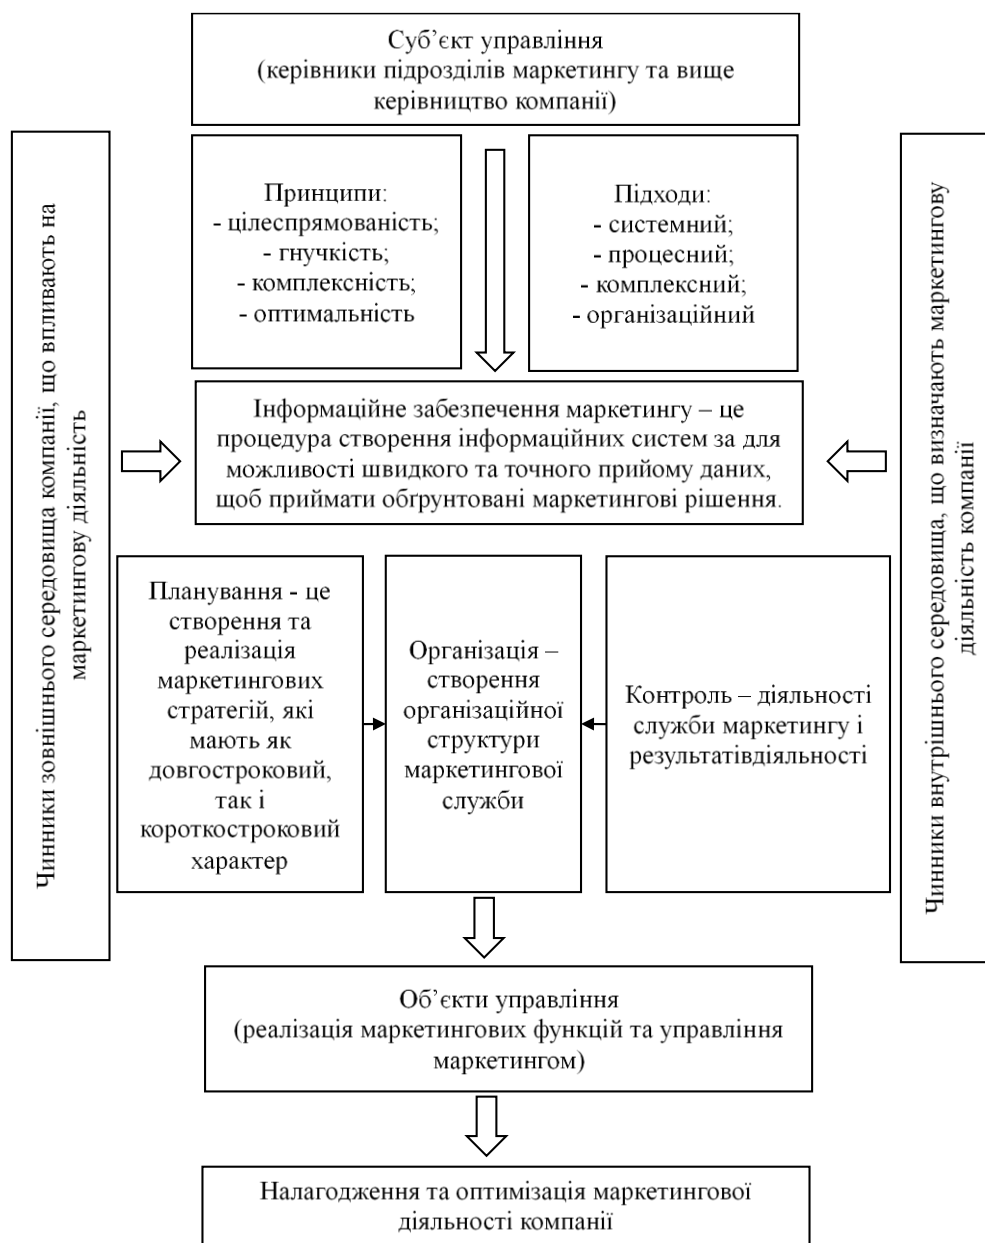 Суб’єкт управління
(керівники підрозділів маркетингу та вище
керівництво компанії)
Чинники зовнішнього середовища компанії, що впливають на
маркетингову діяльність
Принципи:
- цілеспрямованість;
- гнучкість;
- комплексність;
- оптимальність
Підходи:
- системний;
- процесний;
- комплексний;
- організаційний
Чинники внутрішнього середовища, що визначають маркетингову
діяльність компанії
Інформаційне забезпечення маркетингу – це
процедура створення інформаційних систем за для
можливості швидкого та точного прийому даних,
щоб приймати обґрунтовані маркетингові рішення.
Планування - це
створення та
реалізація
маркетингових
стратегій, які
мають як
довгостроковий,
так і
короткостроковий
характер
Організація –
створення
організаційної
структури
маркетингової
служби
Контроль – діяльності
служби маркетингу і
результатівдіяльності
Об’єкти управління
(реалізація маркетингових функцій та управління
маркетингом)
Налагодження та оптимізація маркетингової
діяльності компанії